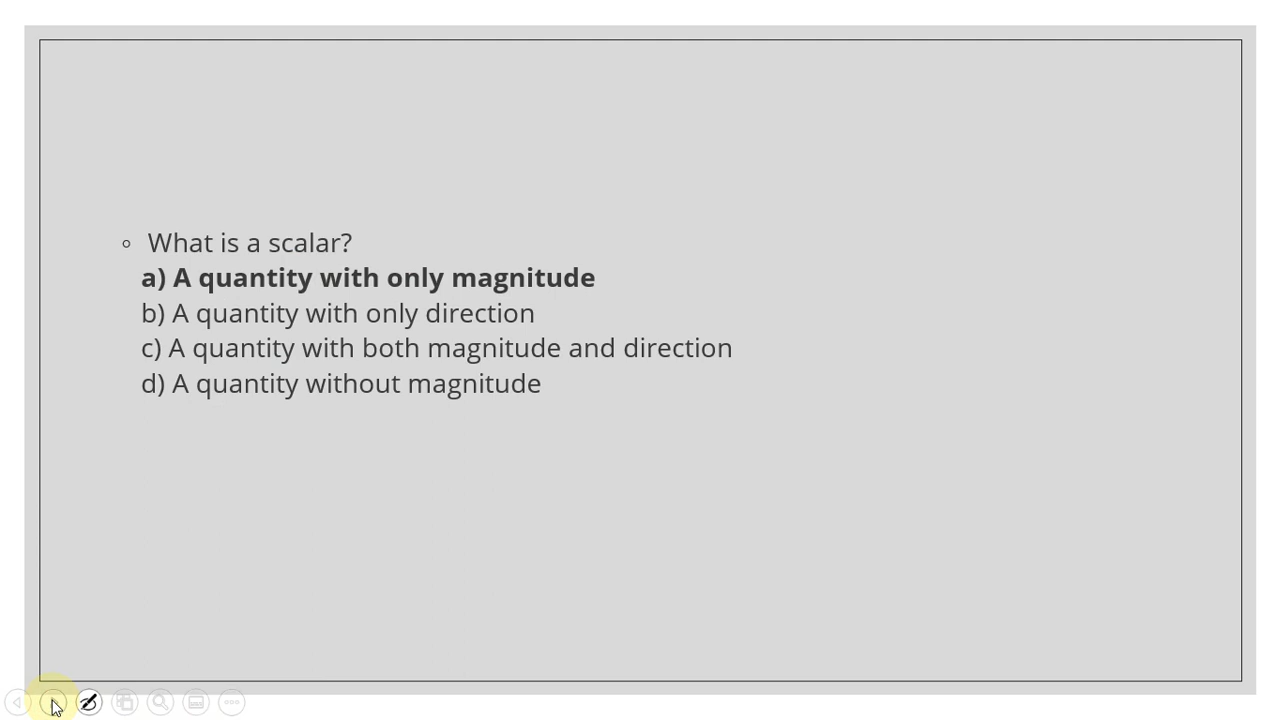 ◦ What is a scalar?
a) A quantity with only magnitude
b) A quantity with only direction
c) A quantity with both magnitude and direction
d) A quantity without magnitude